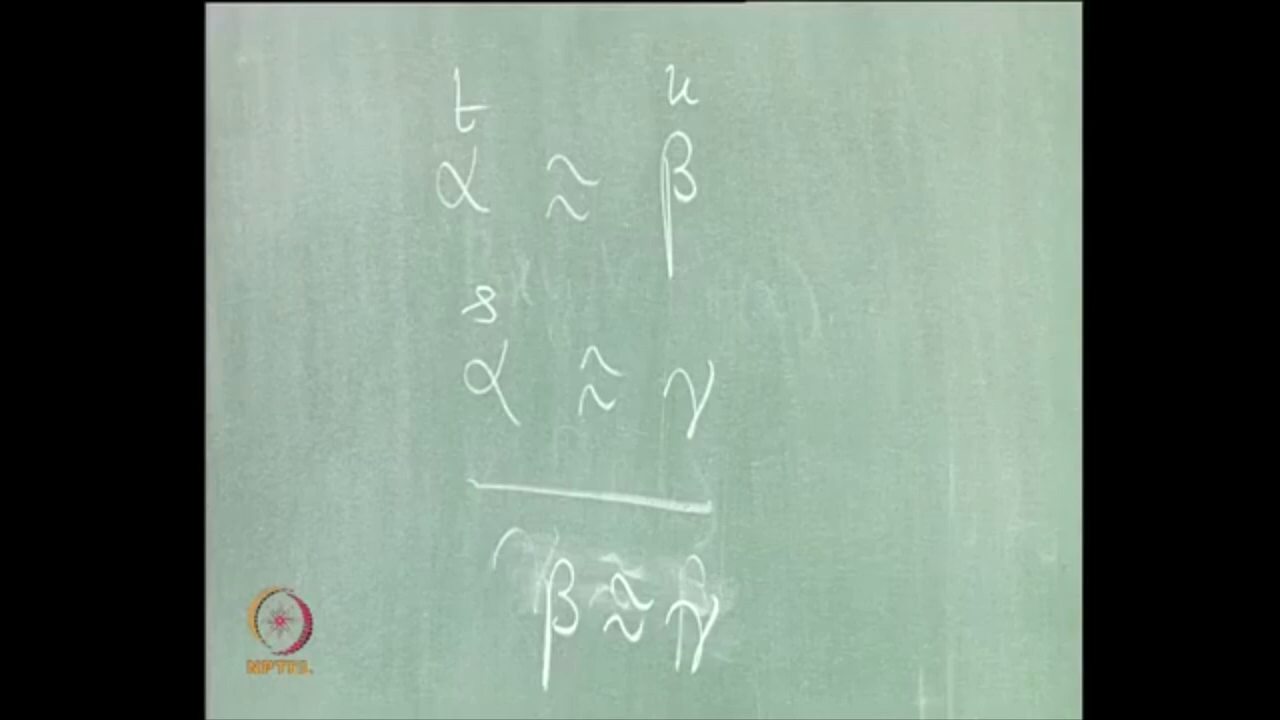 t u
α ≈ β
s
α ≈ γ
β ≈ γ
NPTEL